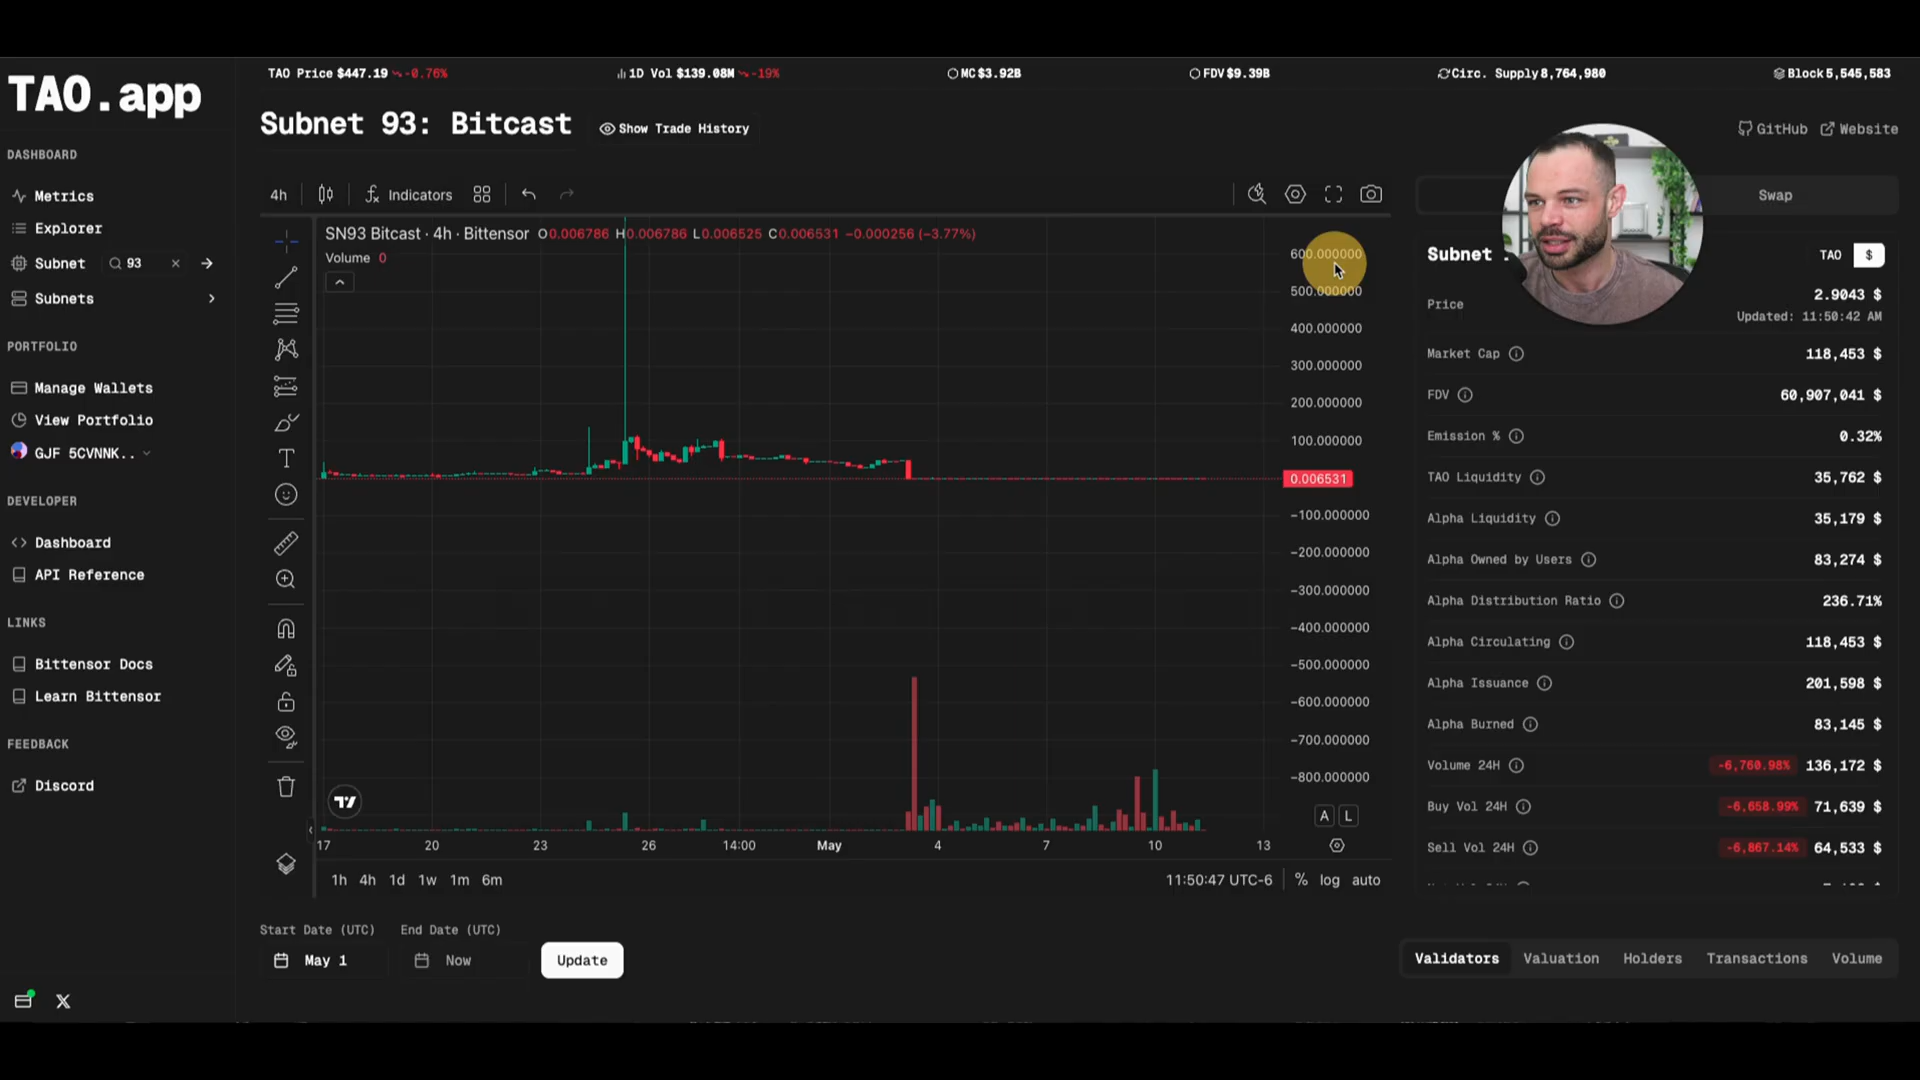 TAO Price $447.19 -0.76%
1D Vol $139.08M -19%
MC $3.92B
FDV $9.39B
Circ. Supply 8,764,980
Block 5,545,583
TAO.app
DASHBOARD
Metrics
Explorer
Subnet 93
Subnets
PORTFOLIO
Manage Wallets
View Portfolio
GJF 5CVNNK..
DEVELOPER
Dashboard
API Reference
LINKS
Bittensor Docs
Learn Bittensor
FEEDBACK
Discord
Subnet 93: Bitcast
Show Trade History
GitHub
Website
4h
Indicators
SN93 Bitcast · 4h · Bittensor O0.006786 H0.006786 L0.006525 C0.006531 −0.000256 (−3.77%)
Volume 0
600.000000
500.000000
400.000000
300.000000
200.000000
100.000000
0.006531
−100.000000
−200.000000
−300.000000
−400.000000
−500.000000
−600.000000
−700.000000
−800.000000
A L
17 20 23 26 14:00 May 4 7 10 13
1h 4h 1d 1w 1m 6m
11:50:47 UTC-6
% log auto
Start Date (UTC)
May 1
End Date (UTC)
Now
Update
Swap
Subnet
TAO $
Price 2.9043 $
Updated: 11:50:42 AM
Market Cap 118,453 $
FDV 60,907,041 $
Emission % 0.32%
TAO Liquidity 35,762 $
Alpha Liquidity 35,179 $
Alpha Owned by Users 83,274 $
Alpha Distribution Ratio 236.71%
Alpha Circulating 118,453 $
Alpha Issuance 201,598 $
Alpha Burned 83,145 $
Volume 24H -6,760.98% 136,172 $
Buy Vol 24H -6,658.99% 71,639 $
Sell Vol 24H -6,867.14% 64,533 $
Validators
Valuation
Holders
Transactions
Volume